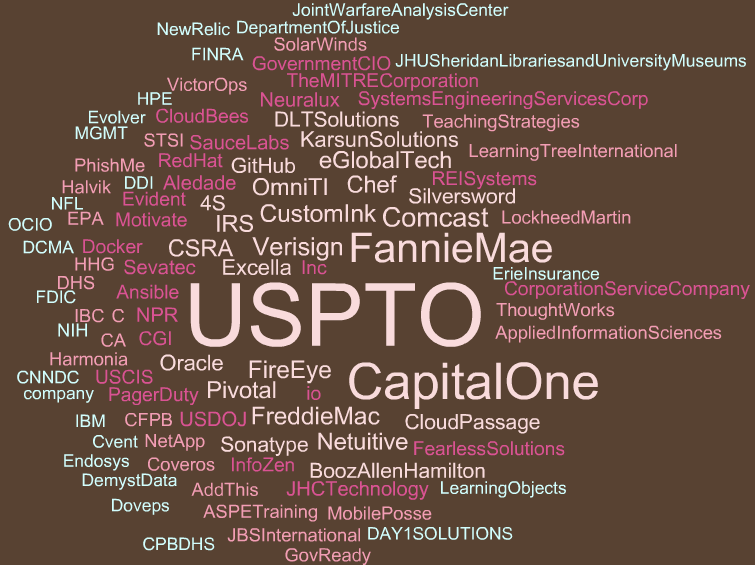 JointWarfareAnalysisCenter
NewRelic DepartmentOfJustice
SolarWinds
FINRA GovernmentCIO JHUSheridanLibrariesandUniversityMuseums
VictorOps TheMITRECorporation
HPE Neuralux SystemsEngineeringServicesCorp
Evolver CloudBees DLTSolutions TeachingStrategies
MGMT STSI SauceLabs KarsunSolutions
LearningTreeInternational
PhishMe RedHat GitHub eGlobalTech
Halvik DDI Aledade OmniTI Chef REISystems
NFL Evident 4S Silversword
OCIO EPA Motivate IRS CustomInk Comcast LockheedMartin
DCMA Docker CSRA Verisign FannieMae
HHG Sevatec Excella Inc ErieInsurance
DHS
FDIC Ansible USPTO CorporationServiceCompany
IBC C NPR ThoughtWorks
NIH CA CGI AppliedInformationSciences
Harmonia Oracle FireEye
CNNDC USCIS CapitalOne
company PagerDuty Pivotal io
IBM CFPB USDOJ FreddieMac CloudPassage
Cvent NetApp Sonatype Netuitive FearlessSolutions
Endosys Coveros InfoZen BoozAllenHamilton
DemystData AddThis JHCTechnology LearningObjects
Doveps ASPETraining MobilePosse
CPBDHS JBSInternational DAY1SOLUTIONS
GovReady